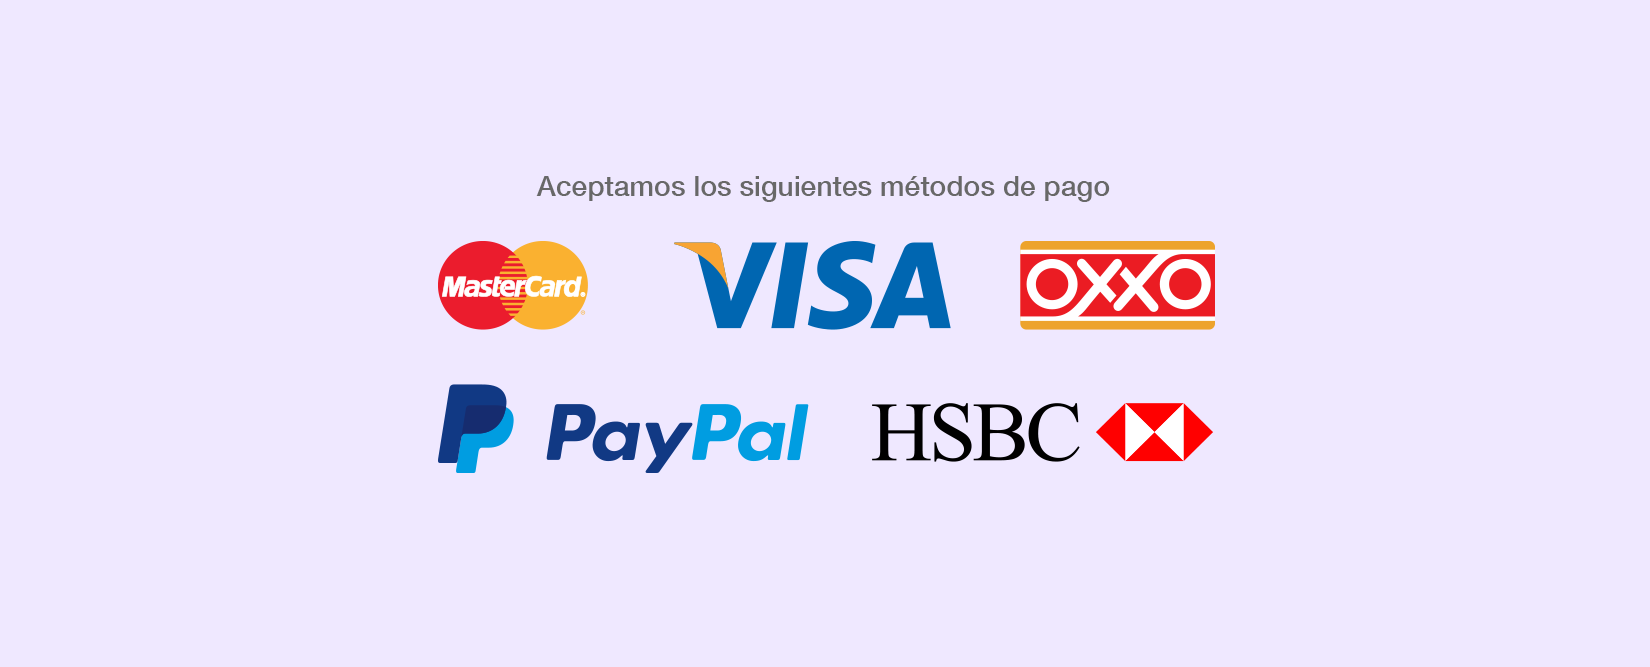 Aceptamos los siguientes métodos de pago
MasterCard. VISA OXXO
PayPal HSBC